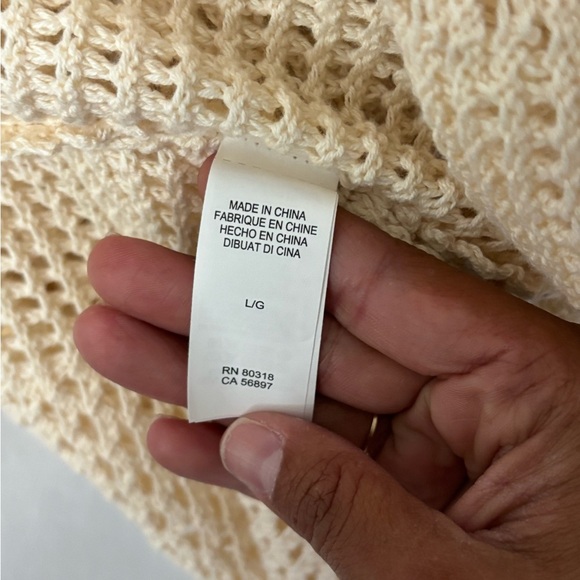 MADE IN CHINA
FABRIQUE EN CHINE
HECHO EN CHINA
DIBUAT DI CINA
L/G
RN 80318
CA 56897